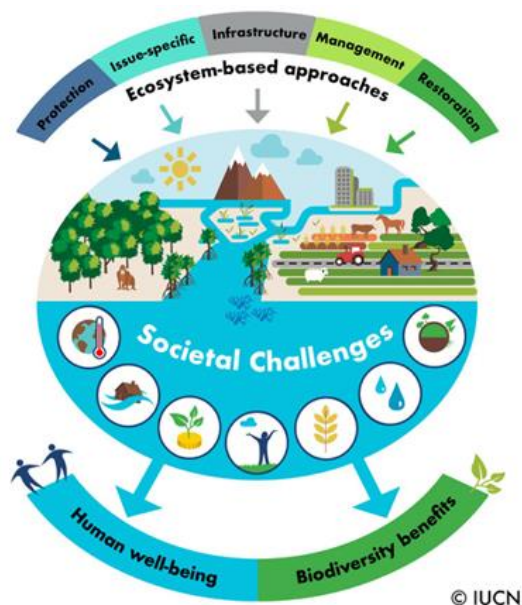 Protection
Issue-specific
Infrastructure
Management
Restoration
Ecosystem-based approaches
Societal Challenges
Human well-being
Biodiversity benefits
© IUCN